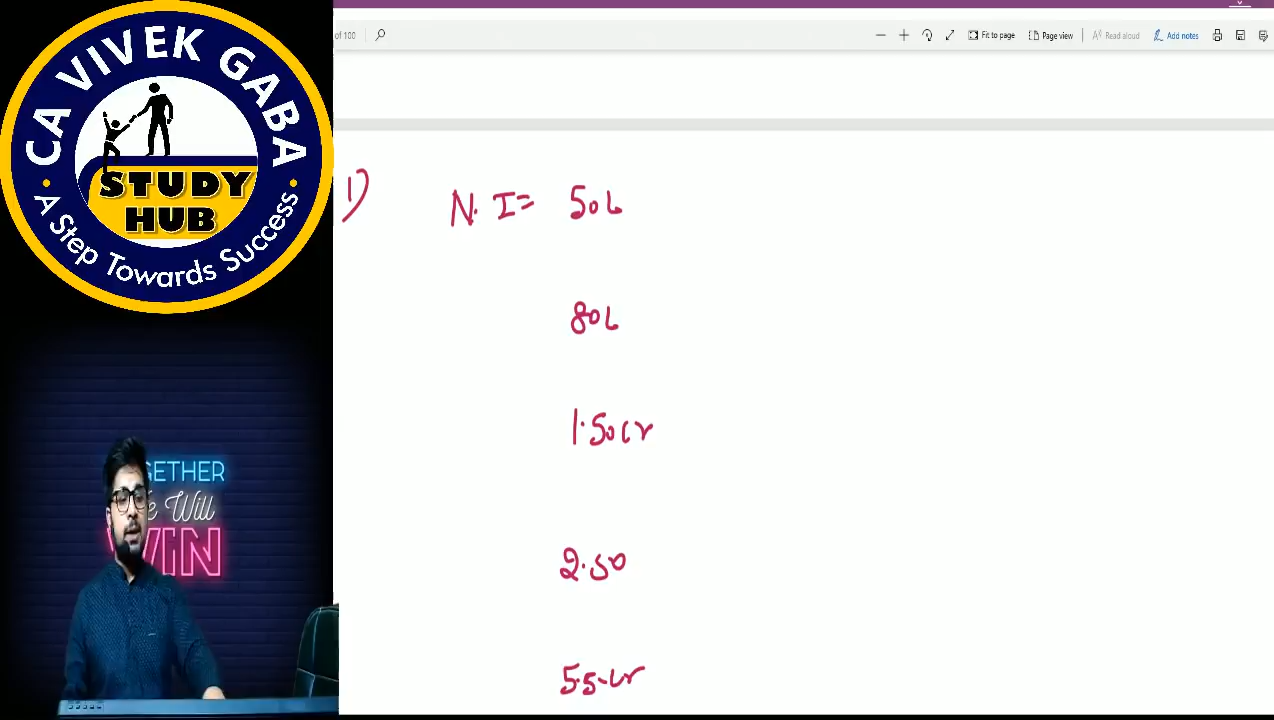 CA VIVEK GABA
STUDY
HUB
A Step Towards Success
of 100
Fit to page
Page view
Read aloud
Add notes
1)
N. I = 50L
80L
1.50cr
2.50
5.5cr
GETHER
e Will
WIN